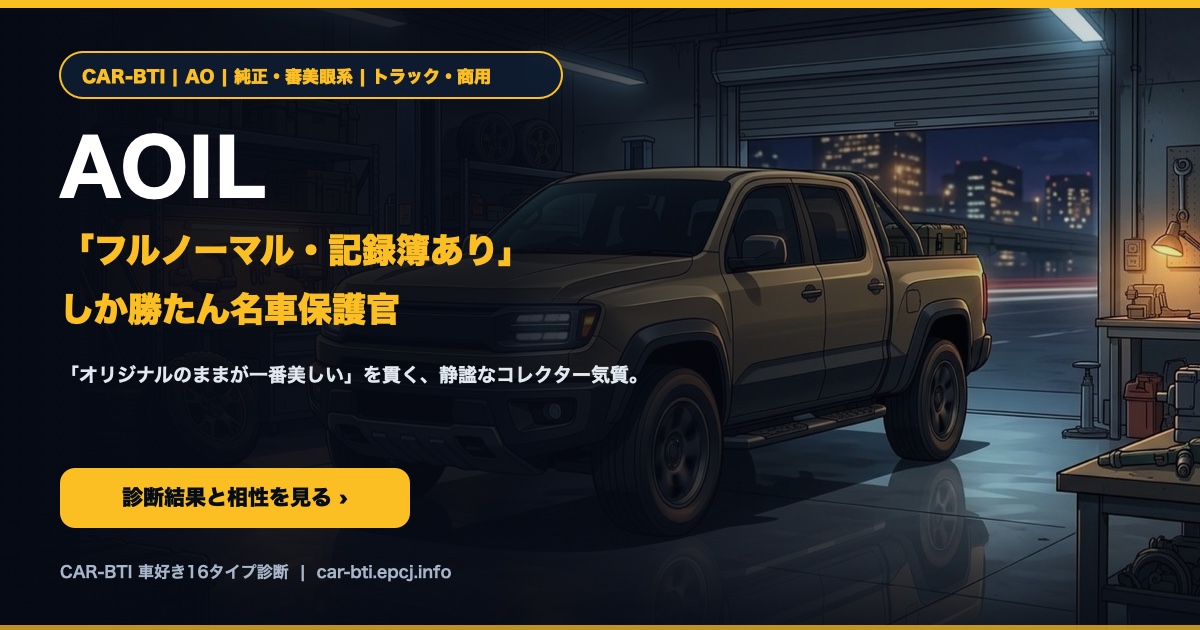 CAR-BTI | AO | 純正・審美眼系 | トラック・商用
AOIL
「フルノーマル・記録簿あり」
しか勝たん名車保護官
「オリジナルのままが一番美しい」を貫く、静謐なコレクター気質。
診断結果と相性を見る ›
CAR-BTI 車好き16タイプ診断 | car-bti.epcj.info